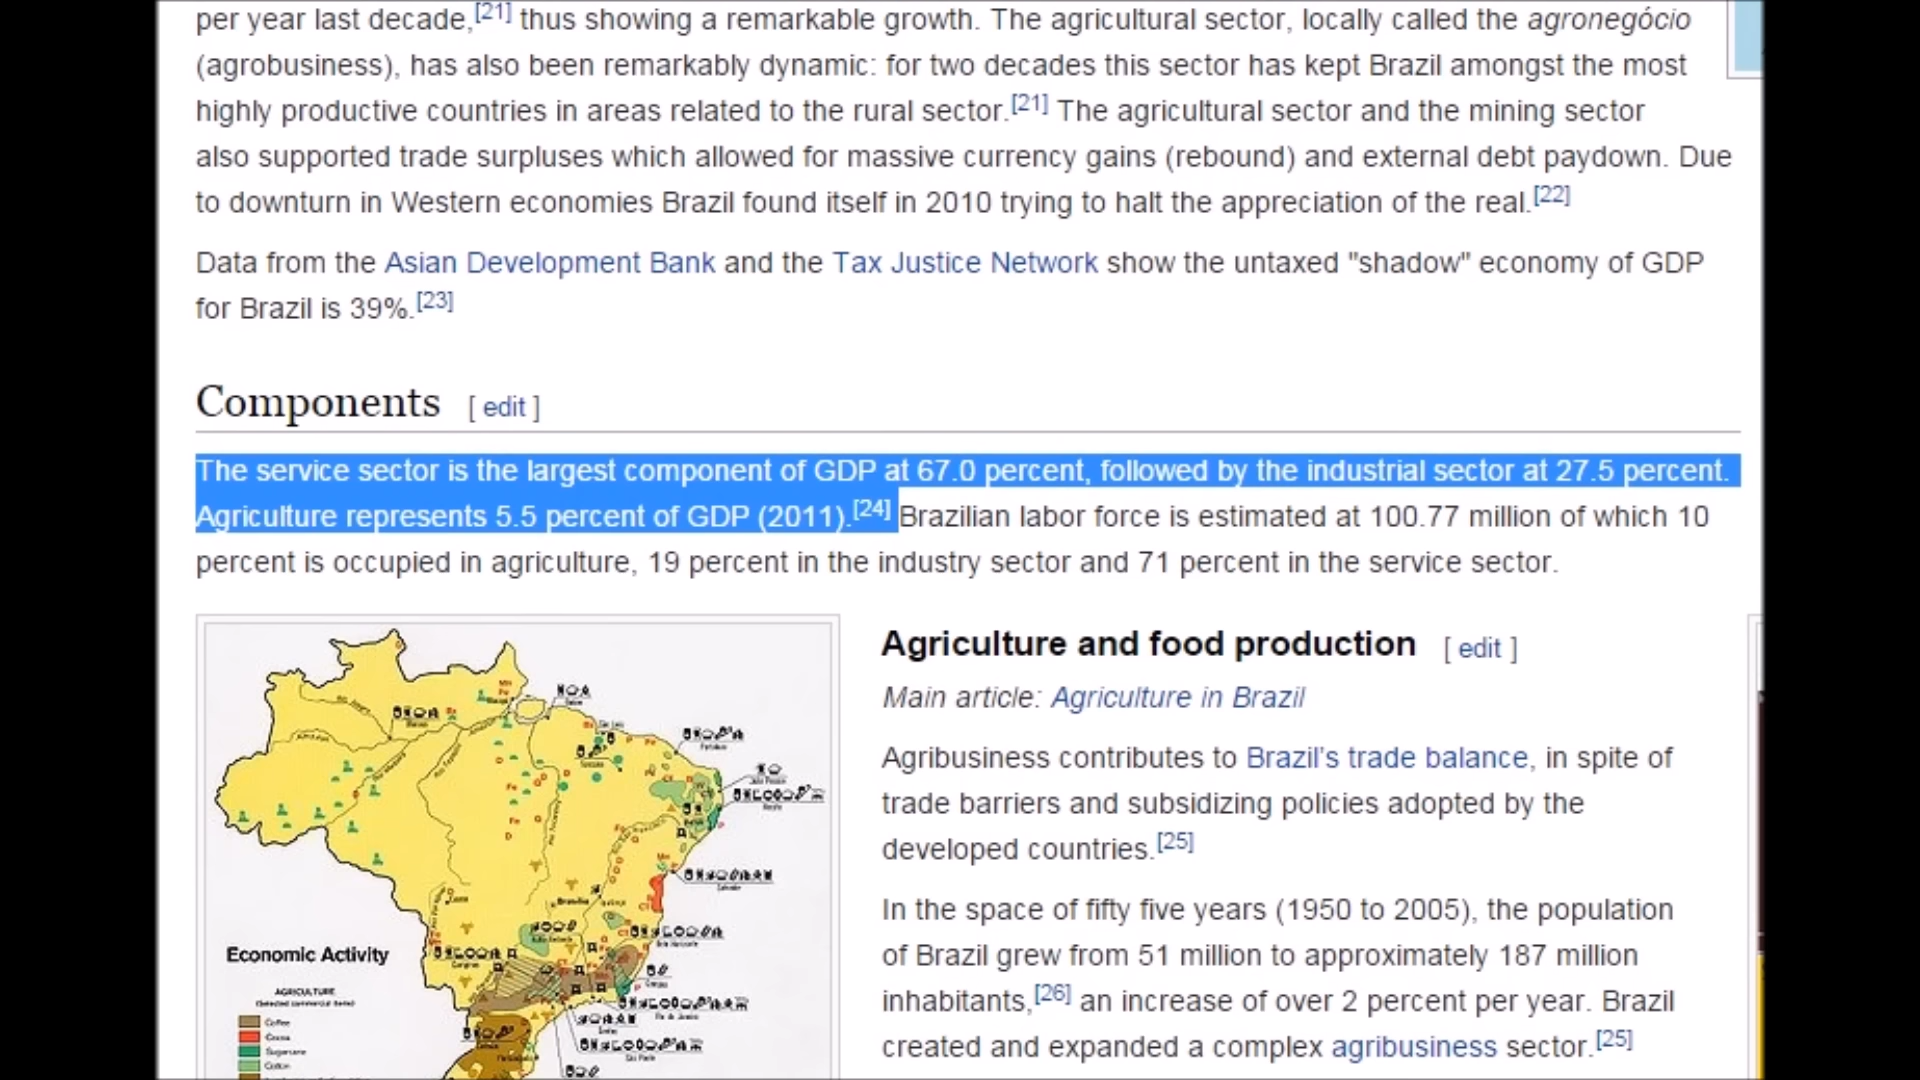 per year last decade,[21] thus showing a remarkable growth. The agricultural sector, locally called the agronegócio
(agrobusiness), has also been remarkably dynamic: for two decades this sector has kept Brazil amongst the most
highly productive countries in areas related to the rural sector.[21] The agricultural sector and the mining sector
also supported trade surpluses which allowed for massive currency gains (rebound) and external debt paydown. Due
to downturn in Western economies Brazil found itself in 2010 trying to halt the appreciation of the real.[22]
Data from the Asian Development Bank and the Tax Justice Network show the untaxed "shadow" economy of GDP
for Brazil is 39%.[23]
Components [ edit ]
The service sector is the largest component of GDP at 67.0 percent, followed by the industrial sector at 27.5 percent.
Agriculture represents 5.5 percent of GDP (2011).[24] Brazilian labor force is estimated at 100.77 million of which 10
percent is occupied in agriculture, 19 percent in the industry sector and 71 percent in the service sector.
Economic Activity
AGRICULTURE
(Selected commercial items)
Coffee
Cocoa
Sugarcane
Cotton
Agriculture and food production [ edit ]
Main article: Agriculture in Brazil
Agribusiness contributes to Brazil's trade balance, in spite of
trade barriers and subsidizing policies adopted by the
developed countries.[25]
In the space of fifty five years (1950 to 2005), the population
of Brazil grew from 51 million to approximately 187 million
inhabitants,[26] an increase of over 2 percent per year. Brazil
created and expanded a complex agribusiness sector.[25]